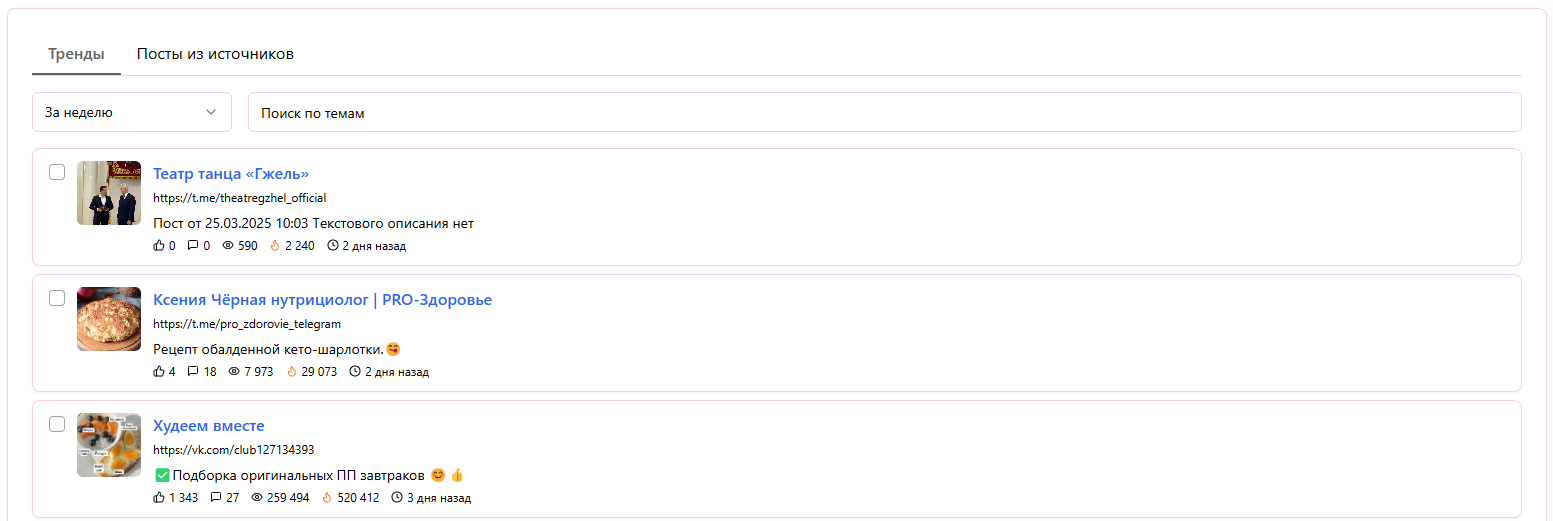 Тренды Посты из источников
За неделю Поиск по темам
Театр танца «Гжель»
https://t.me/theatregzhel_official
Пост от 25.03.2025 10:03 Текстового описания нет
0 0 590 2 240 2 дня назад
Ксения Чёрная нутрициолог | PRO-Здоровье
https://t.me/pro_zdorovie_telegram
Рецепт обалденной кето-шарлотки.😋
4 18 7 973 29 073 2 дня назад
Худеем вместе
https://vk.com/club127134393
✅Подборка оригинальных ПП завтраков 😊 👍
1 343 27 259 494 520 412 3 дня назад